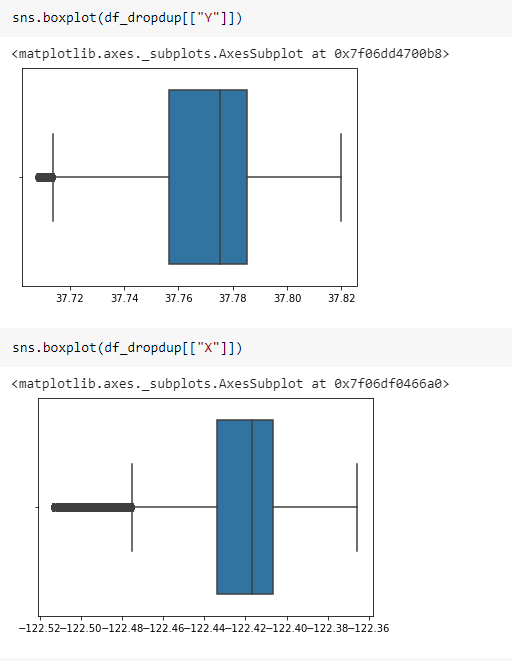 sns.boxplot(df_dropdup[["Y"]])
<matplotlib.axes._subplots.AxesSubplot at 0x7f06dd4700b8>
37.72 37.74 37.76 37.78 37.80 37.82
sns.boxplot(df_dropdup[["X"]])
<matplotlib.axes._subplots.AxesSubplot at 0x7f06df0466a0>
−122.52−122.50−122.48−122.46−122.44−122.42−122.40−122.38−122.36